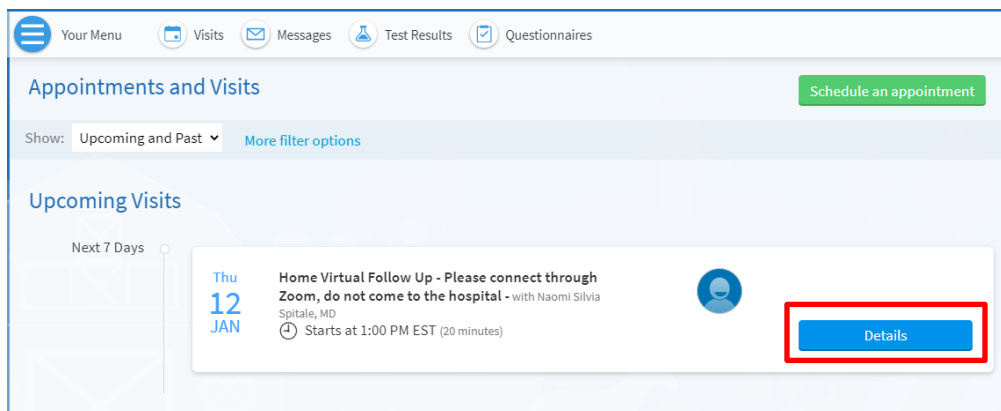 Your Menu Visits Messages Test Results Questionnaires
Appointments and Visits
Schedule an appointment
Show: Upcoming and Past More filter options
Upcoming Visits
Next 7 Days
Thu
12
JAN
Home Virtual Follow Up - Please connect through
Zoom, do not come to the hospital - with Naomi Silvia
Spitale, MD
Starts at 1:00 PM EST (20 minutes)
Details